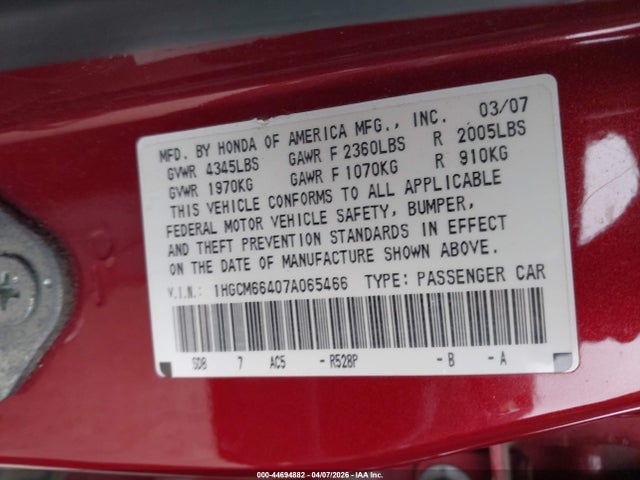 MFD. BY HONDA OF AMERICA MFG., INC. 03/07
GVWR 4345LBS GAWR F 2360LBS R 2005LBS
GVWR 1970KG GAWR F 1070KG R 910KG
THIS VEHICLE CONFORMS TO ALL APPLICABLE
FEDERAL MOTOR VEHICLE SAFETY, BUMPER,
AND THEFT PREVENTION STANDARDS IN EFFECT
ON THE DATE OF MANUFACTURE SHOWN ABOVE.
V.I.N.: 1HGCM66407A065466 TYPE: PASSENGER CAR
SD8 7 AC5 -R528P -B -A
000-44694882 - 04/07/2026 - IAA Inc.